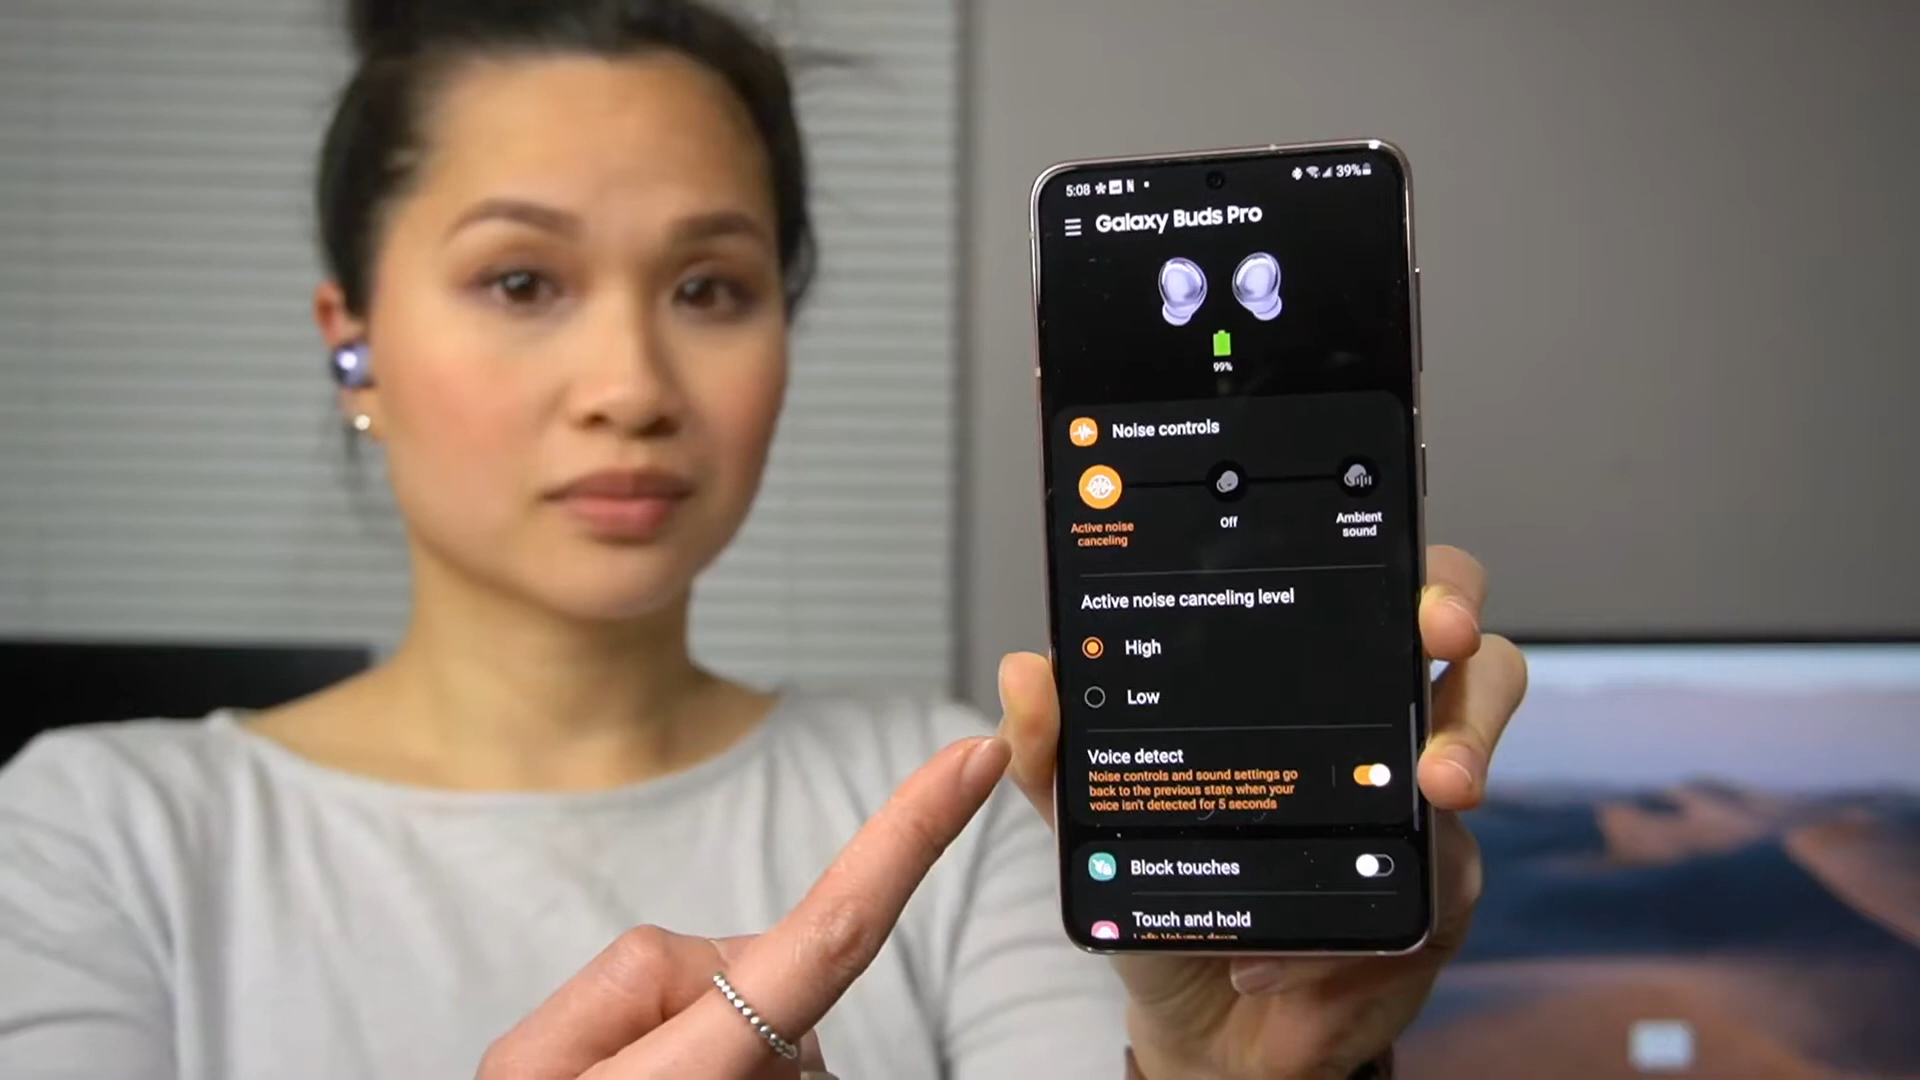 5:08 N 39%
Galaxy Buds Pro
99%
Noise controls
Active noise
canceling
Off
Ambient
sound
Active noise canceling level
High
Low
Voice detect
Noise controls and sound settings go
back to the previous state when your
voice isn't detected for 5 seconds
Block touches
Touch and hold